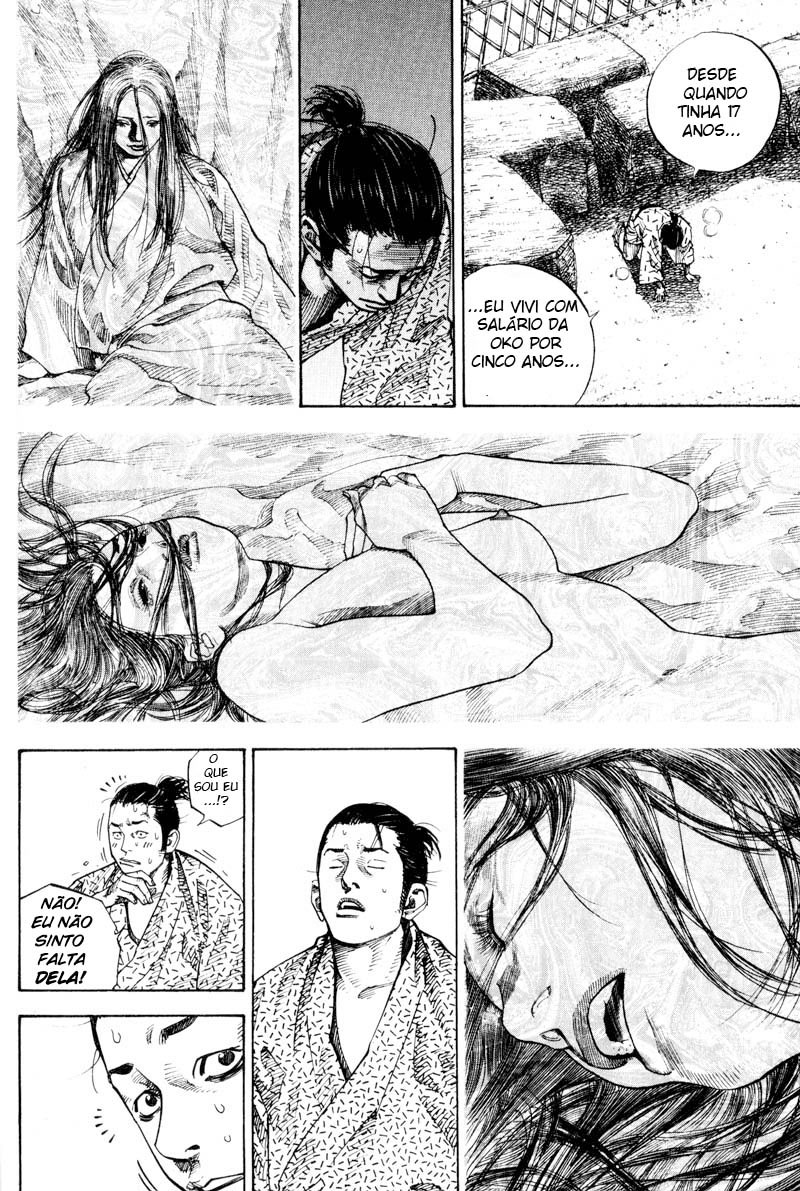 DESDE
QUANDO
TINHA 17
ANOS...
...EU VIVI COM
SALÁRIO DA
OKO POR
CINCO ANOS...
O
QUE
SOU EU
...!?
NÃO!
EU NÃO
SINTO
FALTA
DELA!